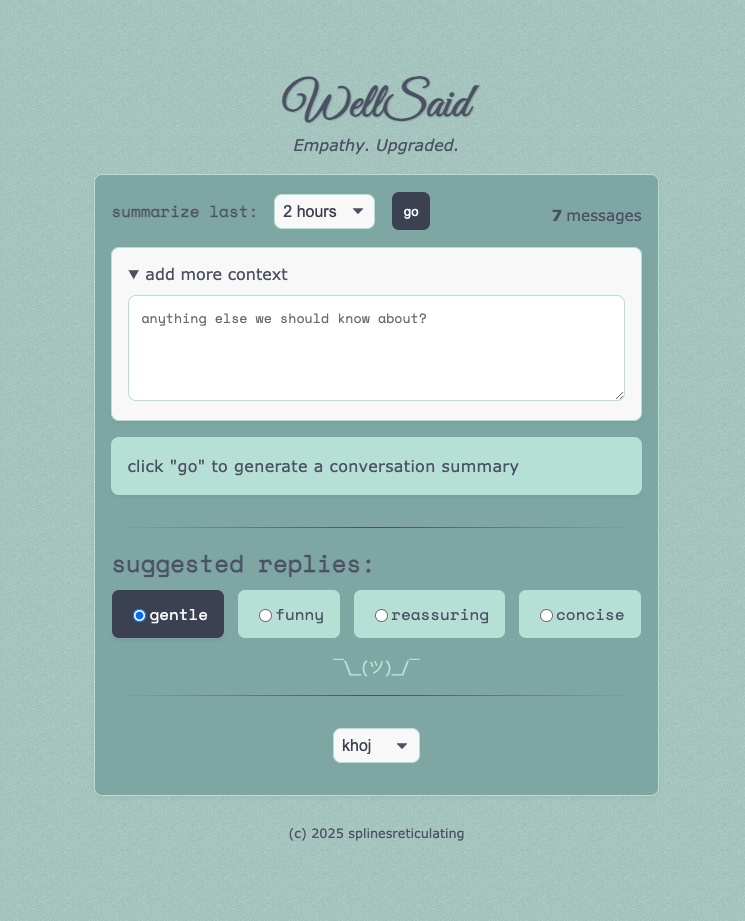 WellSaid
Empathy. Upgraded.
summarize last: 2 hours go 7 messages
▼ add more context
anything else we should know about?
click "go" to generate a conversation summary
suggested replies:
gentle funny reassuring concise
¯\_(ツ)_/¯
khoj
(c) 2025 splinesreticulating